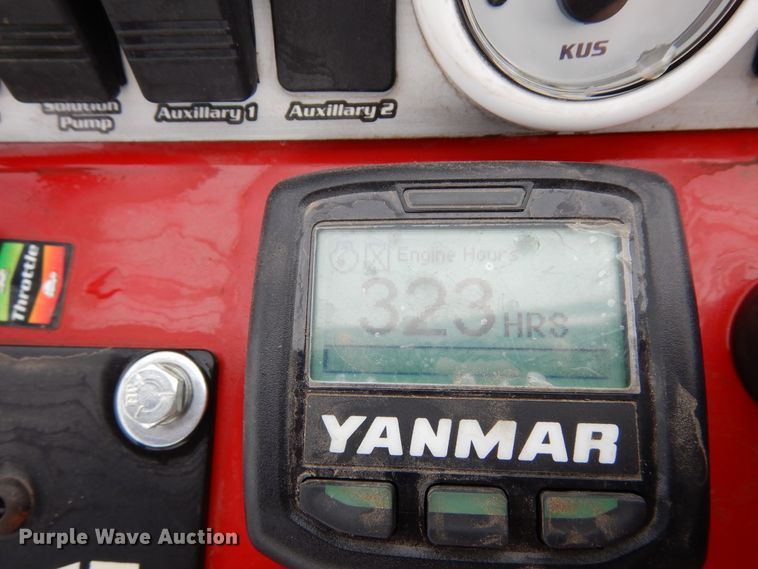 KUS
Solution
Pump
Auxillary 1
Auxillary 2
Throttle
Engine Hours
323 HRS
YANMAR
Purple Wave Auction